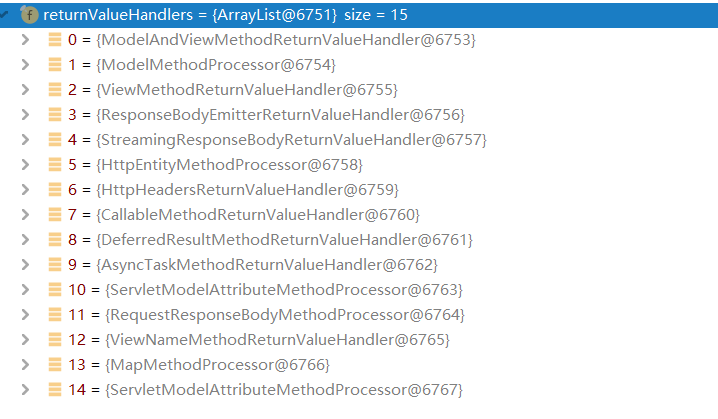 f returnValueHandlers = {ArrayList@6751} size = 15
0 = {ModelAndViewMethodReturnValueHandler@6753}
1 = {ModelMethodProcessor@6754}
2 = {ViewMethodReturnValueHandler@6755}
3 = {ResponseBodyEmitterReturnValueHandler@6756}
4 = {StreamingResponseBodyReturnValueHandler@6757}
5 = {HttpEntityMethodProcessor@6758}
6 = {HttpHeadersReturnValueHandler@6759}
7 = {CallableMethodReturnValueHandler@6760}
8 = {DeferredResultMethodReturnValueHandler@6761}
9 = {AsyncTaskMethodReturnValueHandler@6762}
10 = {ServletModelAttributeMethodProcessor@6763}
11 = {RequestResponseBodyMethodProcessor@6764}
12 = {ViewNameMethodReturnValueHandler@6765}
13 = {MapMethodProcessor@6766}
14 = {ServletModelAttributeMethodProcessor@6767}